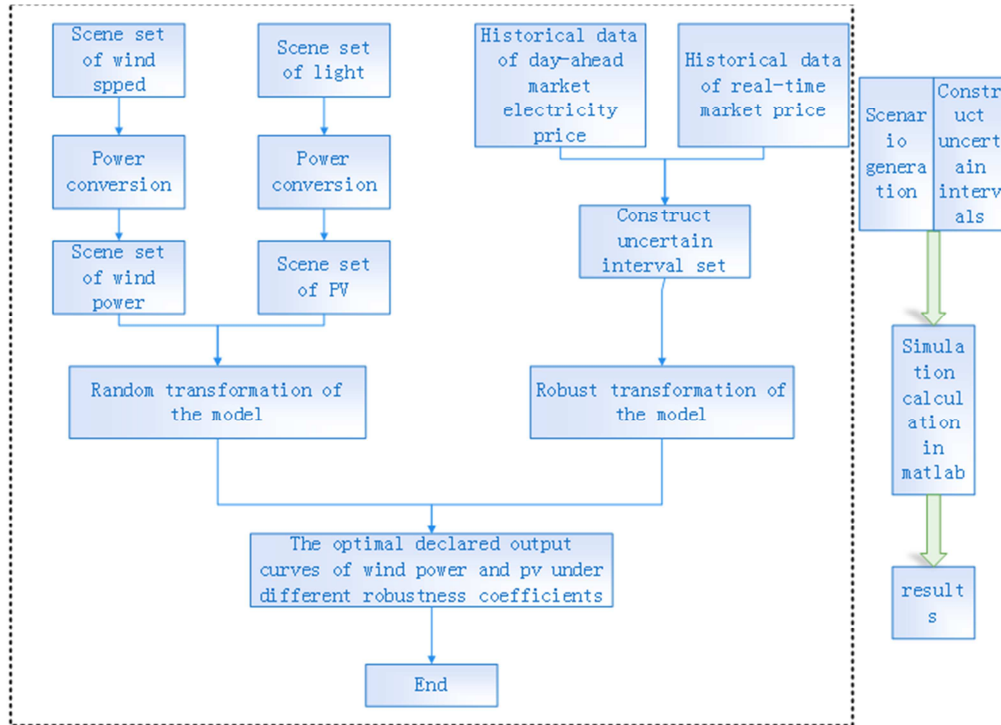 Scene set
of wind
spped
Scene set
of light
Historical data
of day-ahead
market
electricity
price
Historical data
of real-time
market price
Power
conversion
Power
conversion
Construct
uncertain
interval set
Scene set
of wind
power
Scene set
of PV
Random transformation of
the model
Robust transformation of
the model
The optimal declared output
curves of wind power and pv under
different robustness coefficients
End
Scenar
io
genera
tion
Constr
uct
uncert
ain
interv
als
Simula
tion
calcul
ation
in
matlab
result
s